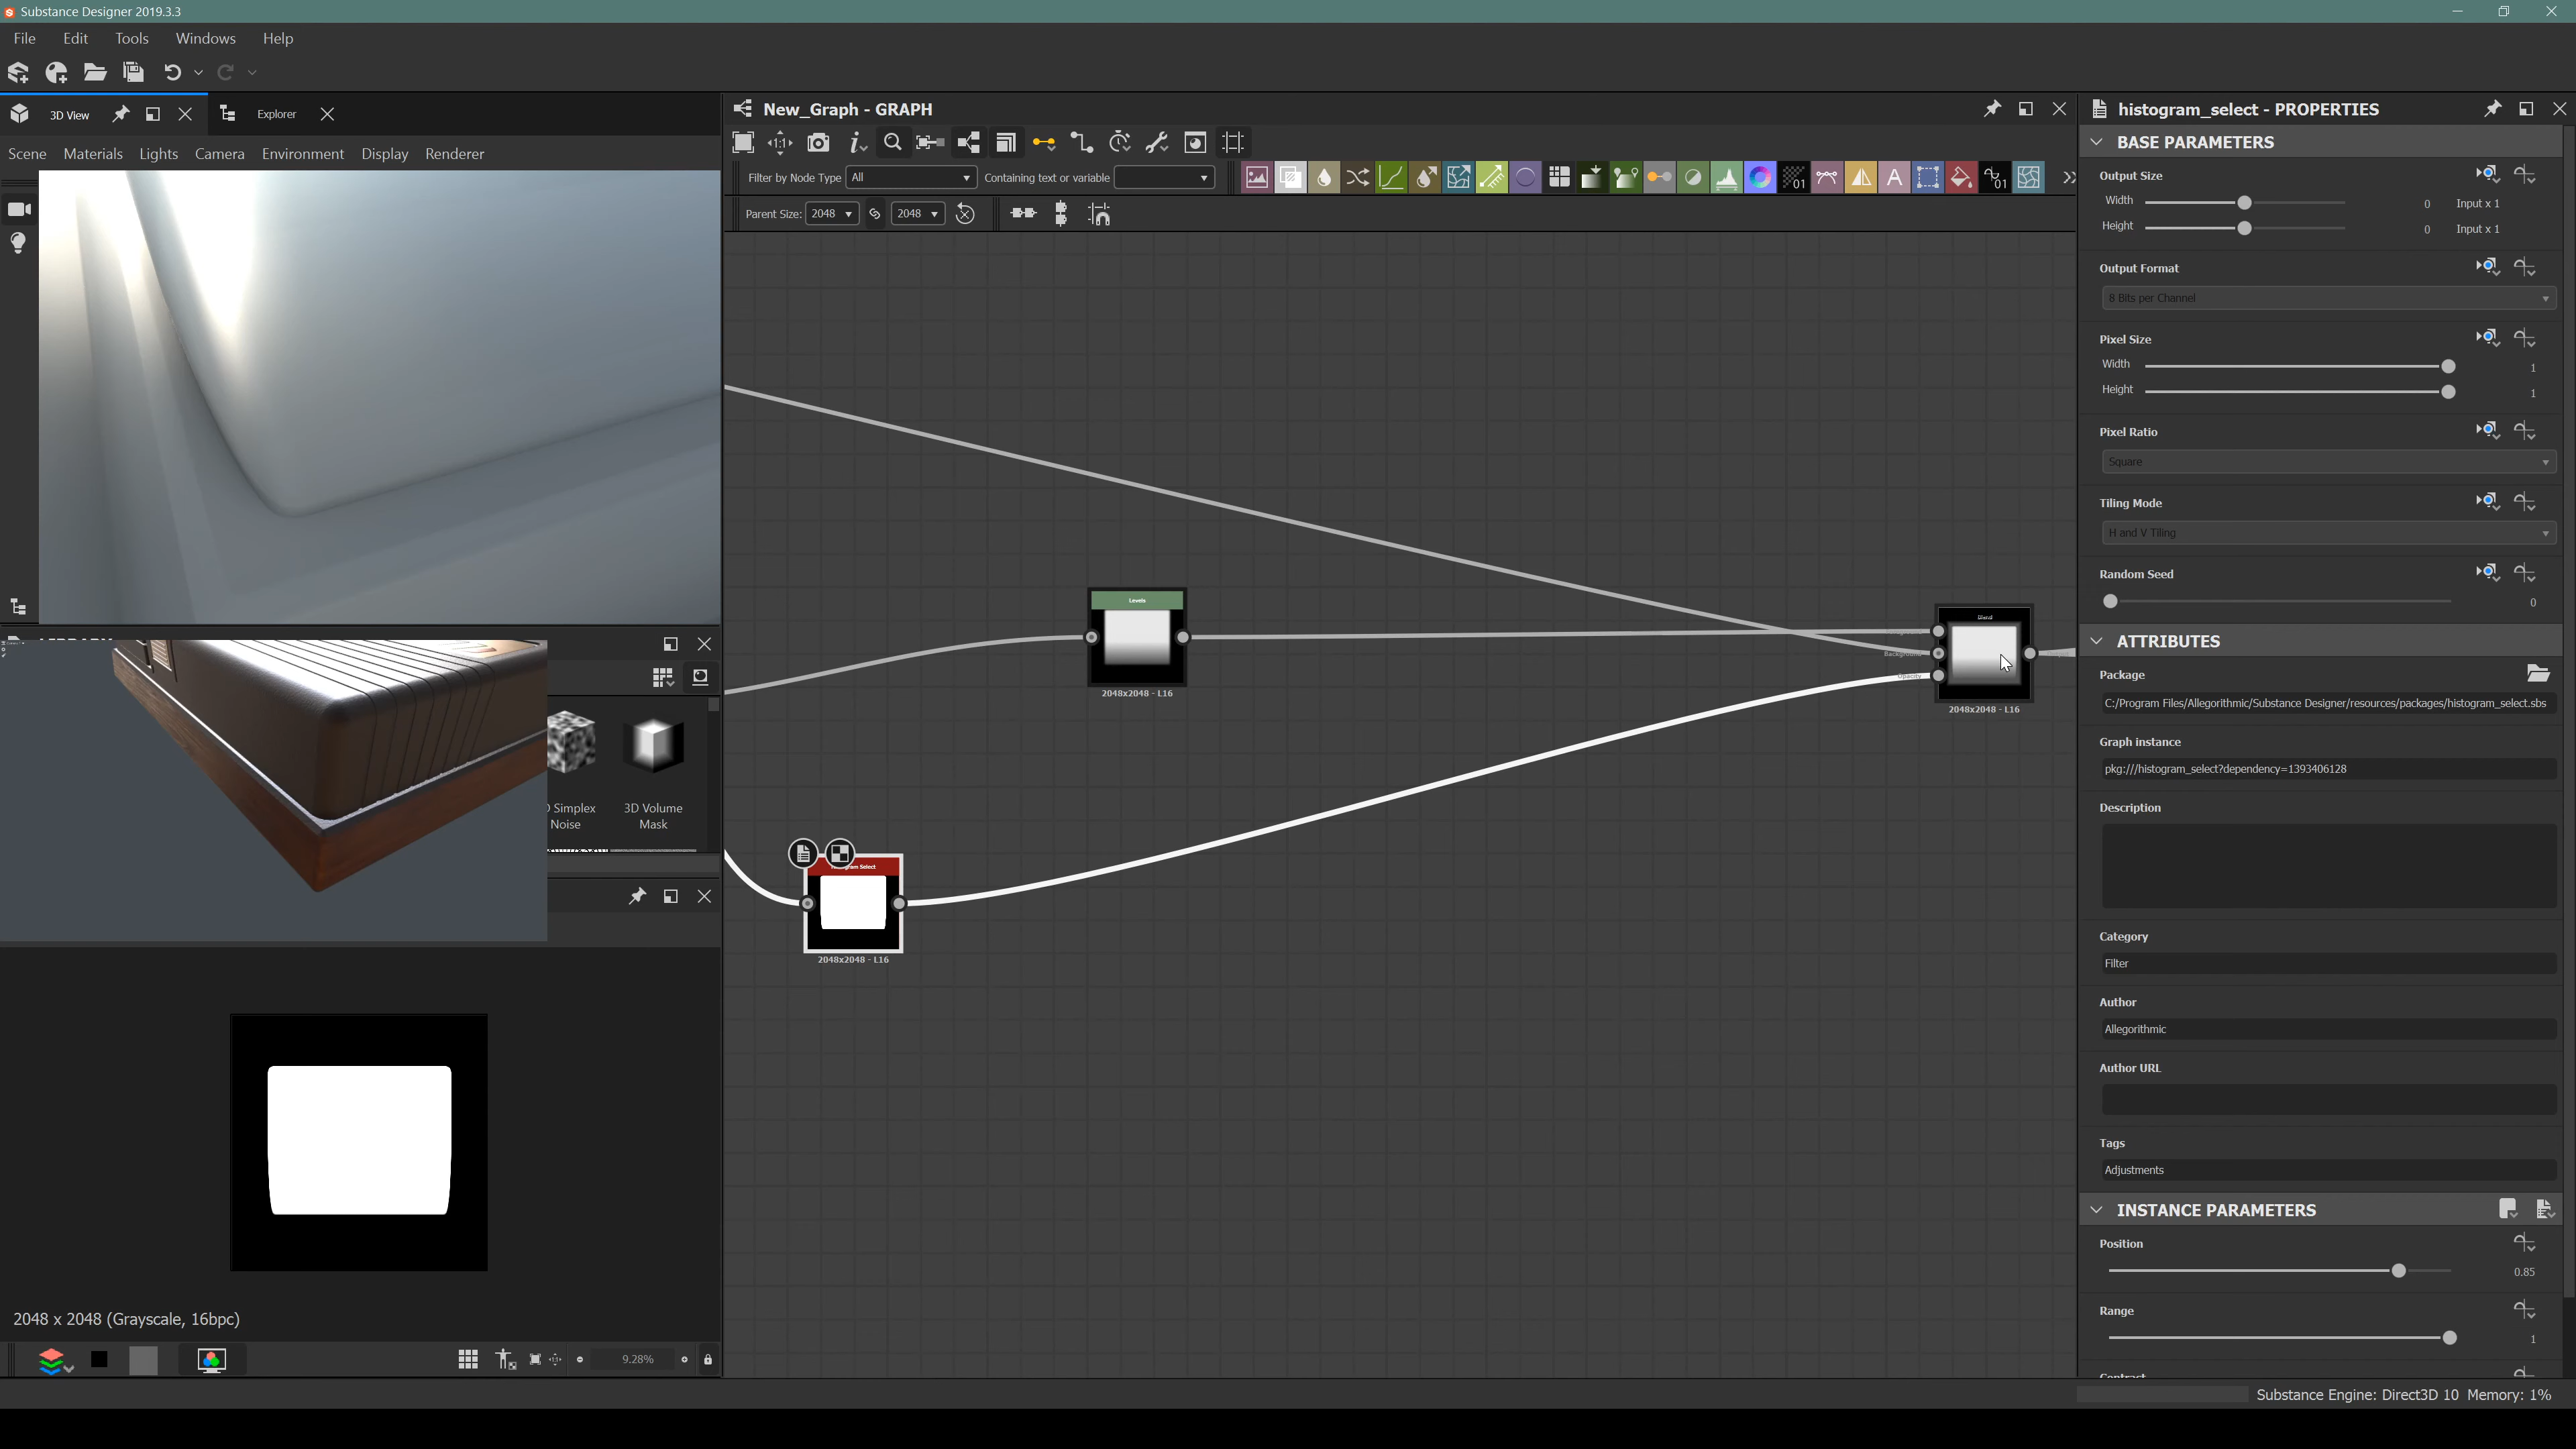 Substance Designer 2019.3.3
File Edit Tools Windows Help
3D View
Explorer
Scene Materials Lights Camera Environment Display Renderer
New_Graph - GRAPH
Filter by Node Type All Containing text or variable
Parent Size: 2048 2048
Levels
2048x2048 - L16
Blend
Background
Opacity
2048x2048 - L16
Select
2048x2048 - L16
Simplex
Noise
3D Volume
Mask
2048 x 2048 (Grayscale, 16bpc)
9.28%
histogram_select - PROPERTIES
BASE PARAMETERS
Output Size
Width 0 Input x 1
Height 0 Input x 1
Output Format
8 Bits per Channel
Pixel Size
Width 1
Height 1
Pixel Ratio
Square
Tiling Mode
H and V Tiling
Random Seed
0
ATTRIBUTES
Package
C:/Program Files/Allegorithmic/Substance Designer/resources/packages/histogram_select.sbs
Graph instance
pkg:///histogram_select?dependency=1393406128
Description
Category
Filter
Author
Allegorithmic
Author URL
Tags
Adjustments
INSTANCE PARAMETERS
Position
0.85
Range
1
Substance Engine: Direct3D 10 Memory: 1%